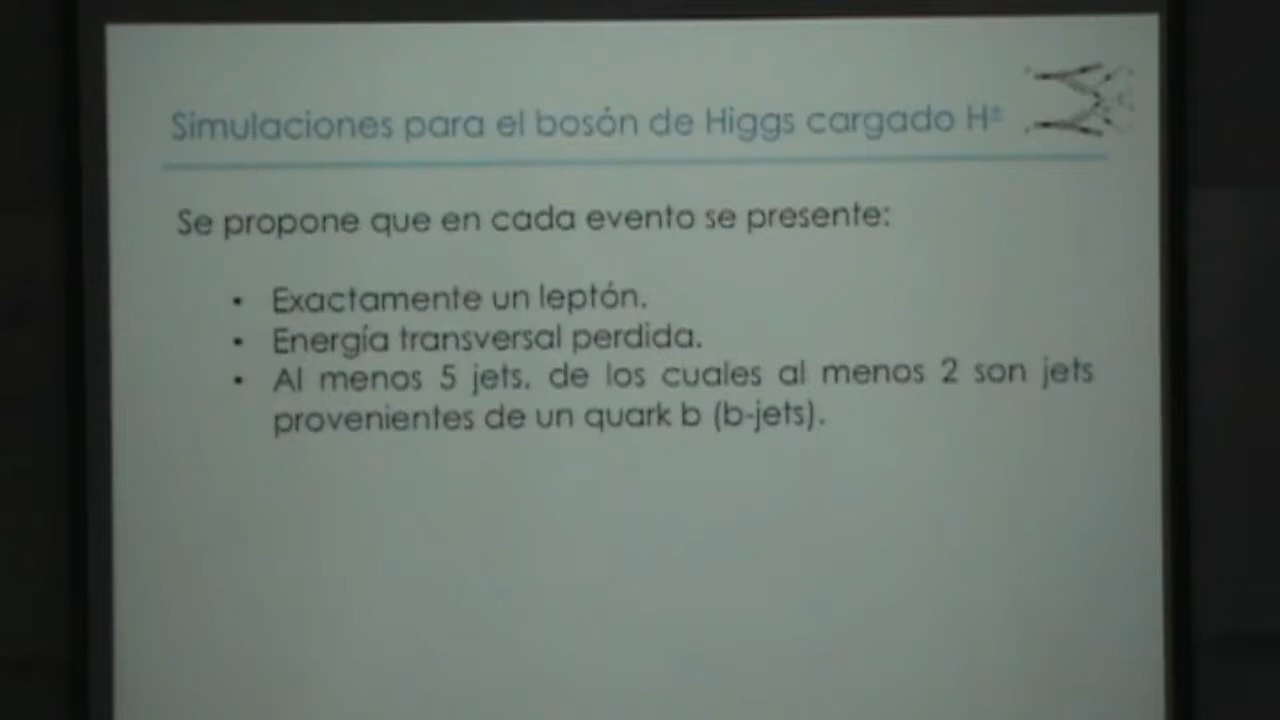 Simulaciones para el bosón de Higgs cargado H±
Se propone que en cada evento se presente:
• Exactamente un leptón.
• Energía transversal perdida.
• Al menos 5 jets, de los cuales al menos 2 son jets
provenientes de un quark b (b-jets).